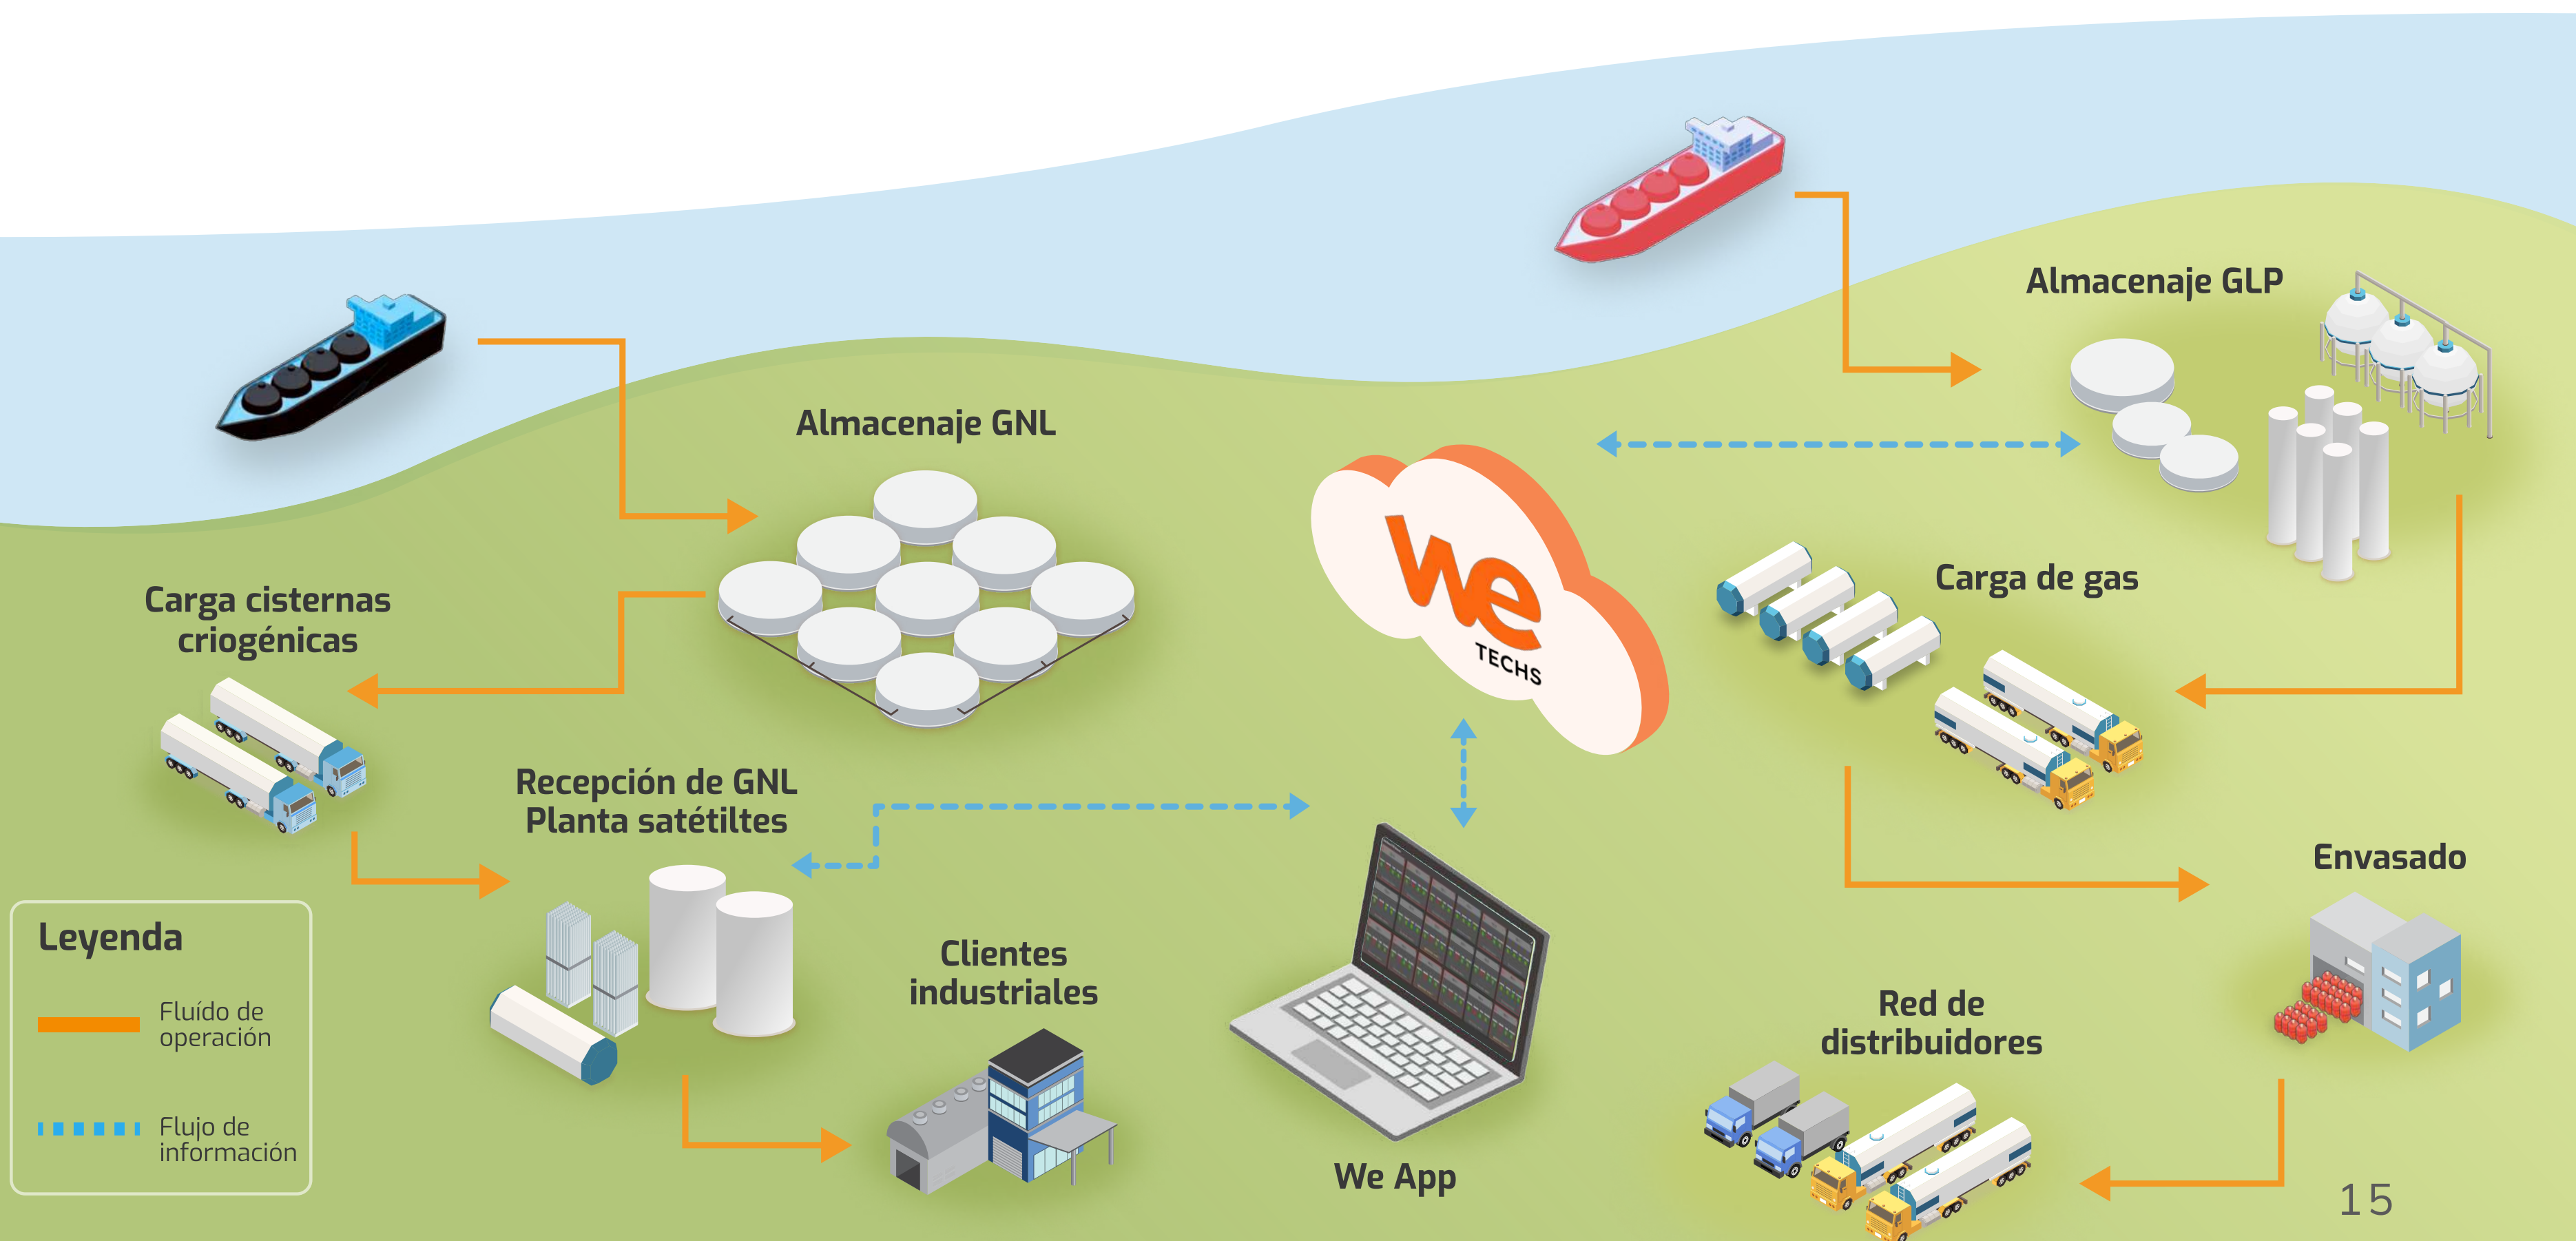 Almacenaje GLP
Almacenaje GNL
We
TECHS
Carga de gas
Carga cisternas
criogénicas
Recepción de GNL
Planta satétiltes
Envasado
Leyenda
Fluído de
operación
Flujo de
información
Clientes
industriales
Red de
distribuidores
We App
15